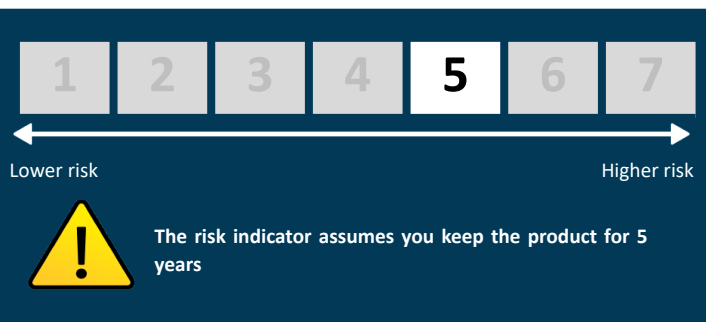 1 2 3 4 5 6 7
Lower risk Higher risk
!
The risk indicator assumes you keep the product for 5
years